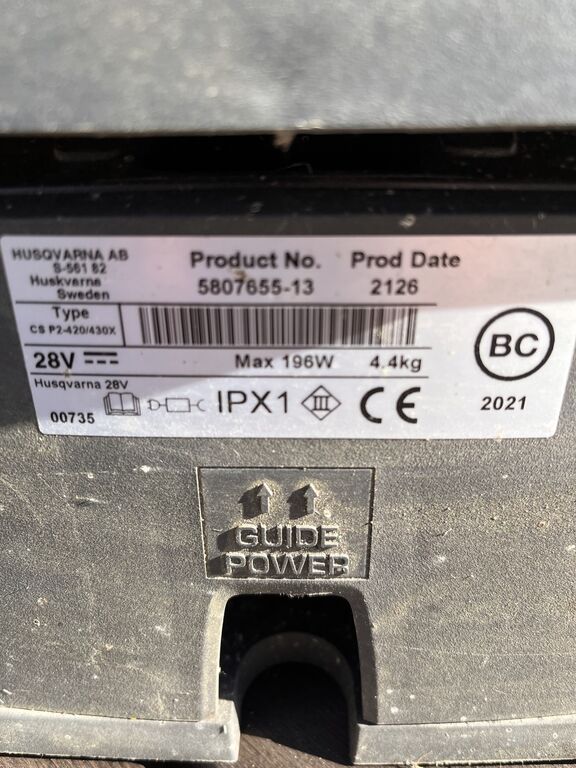 HUSQVARNA AB
S-561 82
Huskvarna
Sweden
Product No. Prod Date
5807655-13 2126
Type
CS P2-420/430X
28V Max 196W 4.4kg
Husqvarna 28V
00735
IPX1 III CE
BC
2021
GUIDE
POWER